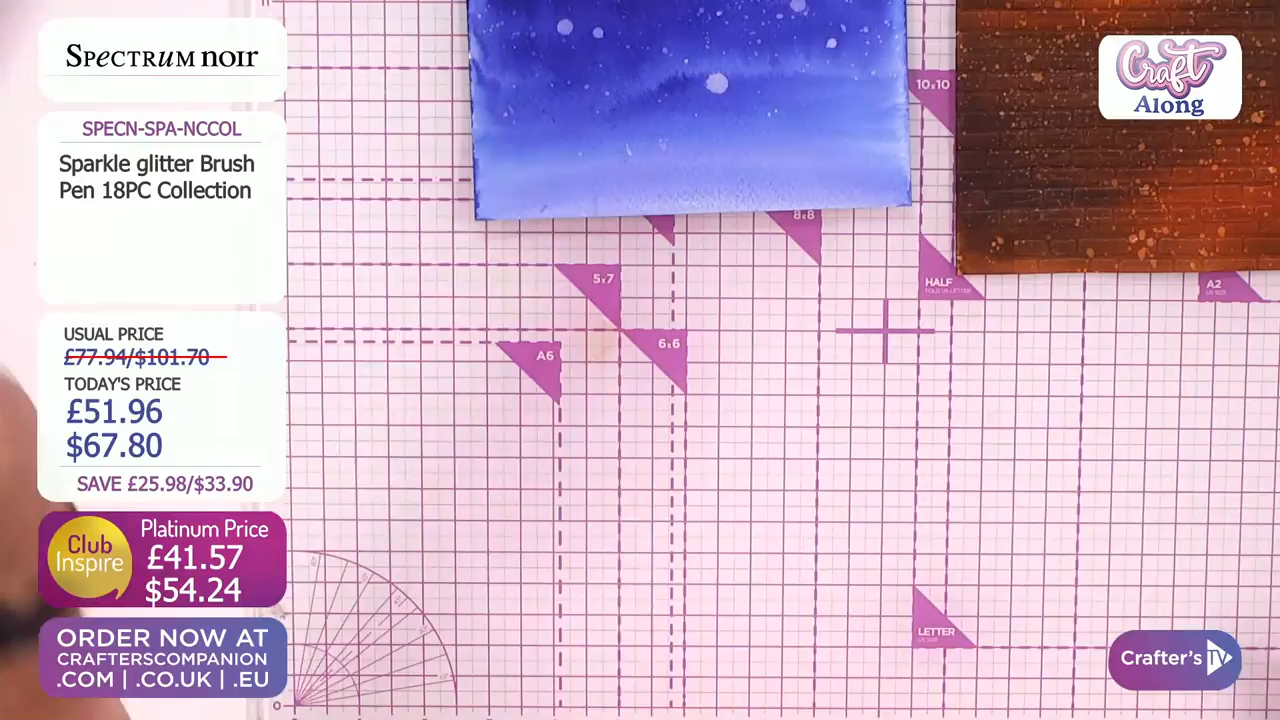 Spectrum noir
SPECN-SPA-NCCOL
Sparkle glitter Brush
Pen 18PC Collection
USUAL PRICE
£77.94/$101.70
TODAY'S PRICE
£51.96
$67.80
SAVE £25.98/$33.90
Club
Inspire
Platinum Price
£41.57
$54.24
ORDER NOW AT
CRAFTERSCOMPANION
.COM | .CO.UK | .EU
Craft
Along
10x10
8x8
5x7
HALF
A2
6x6
A6
LETTER
0
Crafter's TV